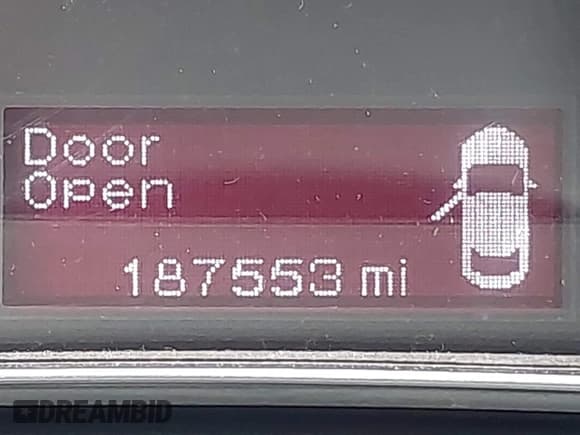 Door
Open
187553 mi
DREAMBID